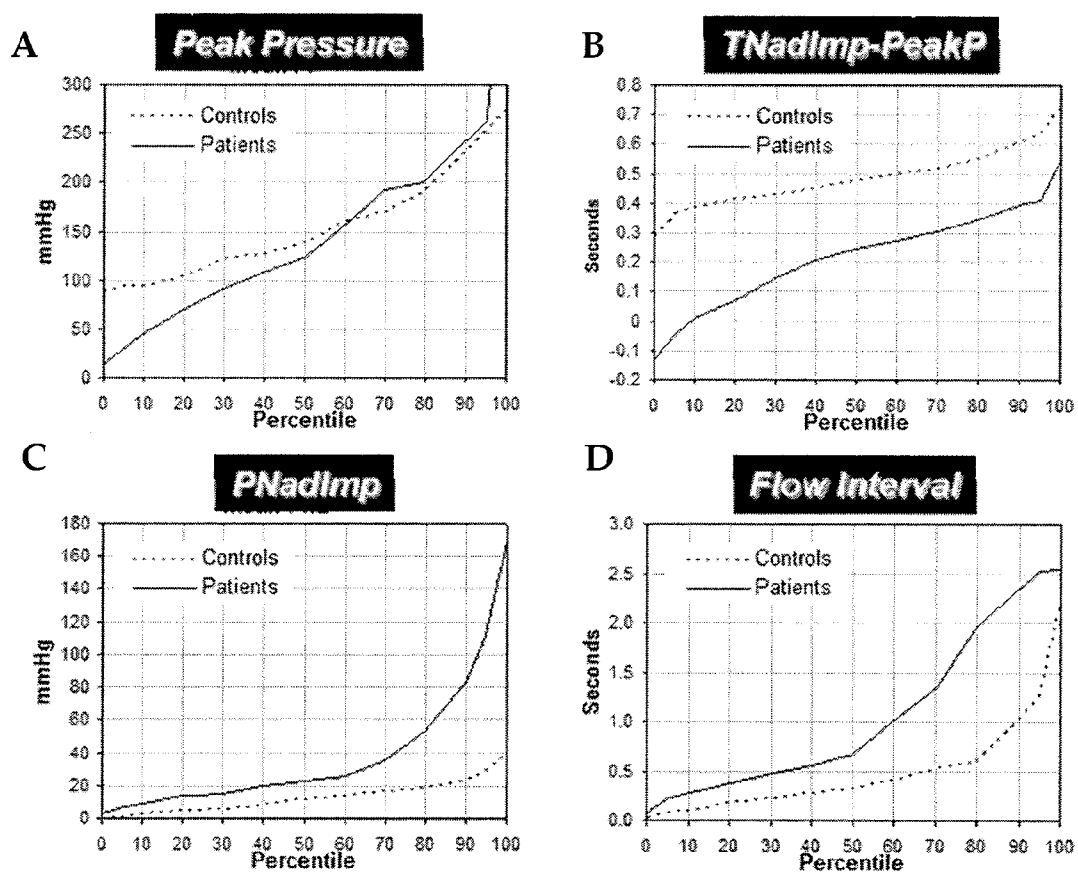 A
Peak Pressure
mmHg
300
250
200
150
100
50
0
Controls
Patients
0 10 20 30 40 50 60 70 80 90 100
Percentile
B
TNadImp-PeakP
Seconds
0.8
0.7
0.6
0.5
0.4
0.3
0.2
0.1
0
-0.1
-0.2
Controls
Patients
0 10 20 30 40 50 60 70 80 90 100
Percentile
C
PNadImp
mmHg
180
160
140
120
100
80
60
40
20
0
Controls
Patients
0 10 20 30 40 50 60 70 80 90 100
Percentile
D
Flow Interval
Seconds
3.0
2.5
2.0
1.5
1.0
0.5
0.0
Controls
Patients
0 10 20 30 40 50 60 70 80 90 100
Percentile